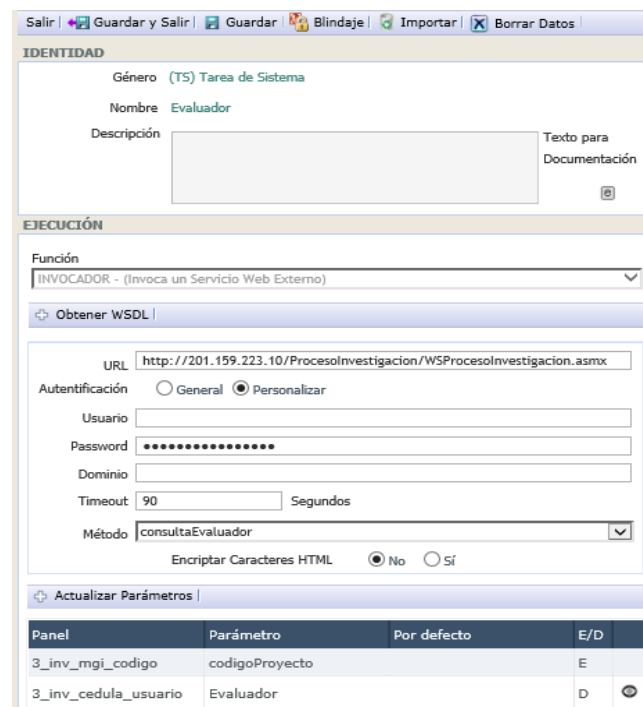 Salir | Guardar y Salir | Guardar | Blindaje | Importar | Borrar Datos |
IDENTIDAD
Género (TS) Tarea de Sistema
Nombre Evaluador
Descripción
Texto para
Documentación
EJECUCIÓN
Función
INVOCADOR - (Invoca un Servicio Web Externo)
Obtener WSDL |
URL http://201.159.223.10/ProcesoInvestigacion/WSProcesoInvestigacion.asmx
Autentificación General Personalizar
Usuario
Password ••••••••••••••••
Dominio
Timeout 90 Segundos
Método consultaEvaluador
Encriptar Caracteres HTML No Sí
Actualizar Parámetros |
Panel Parámetro Por defecto E/D
3_inv_mgi_codigo codigoProyecto E
3_inv_cedula_usuario Evaluador D